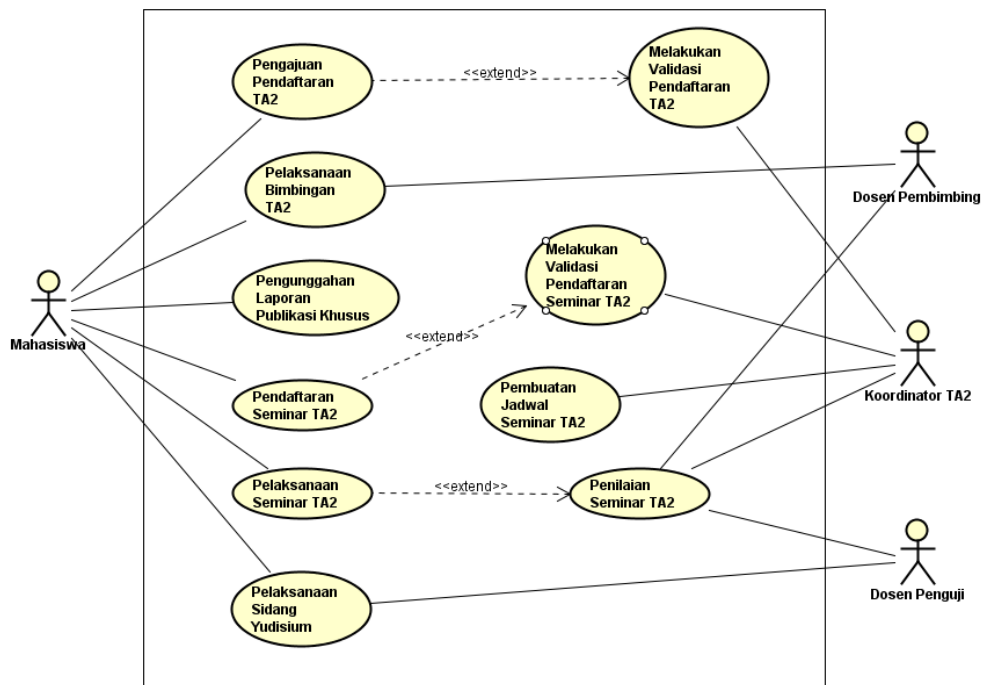 Pengajuan
Pendaftaran
TA2
<<extend>>
Melakukan
Validasi
Pendaftaran
TA2
Pelaksanaan
Bimbingan
TA2
Dosen Pembimbing
Melakukan
Validasi
Pendaftaran
Seminar TA2
Pengunggahan
Laporan
Publikasi Khusus
Mahasiswa
<<extend>>
Pendaftaran
Seminar TA2
Pembuatan
Jadwal
Seminar TA2
Koordinator TA2
Pelaksanaan
Seminar TA2
<<extend>>
Penilaian
Seminar TA2
Pelaksanaan
Sidang
Yudisium
Dosen Penguji